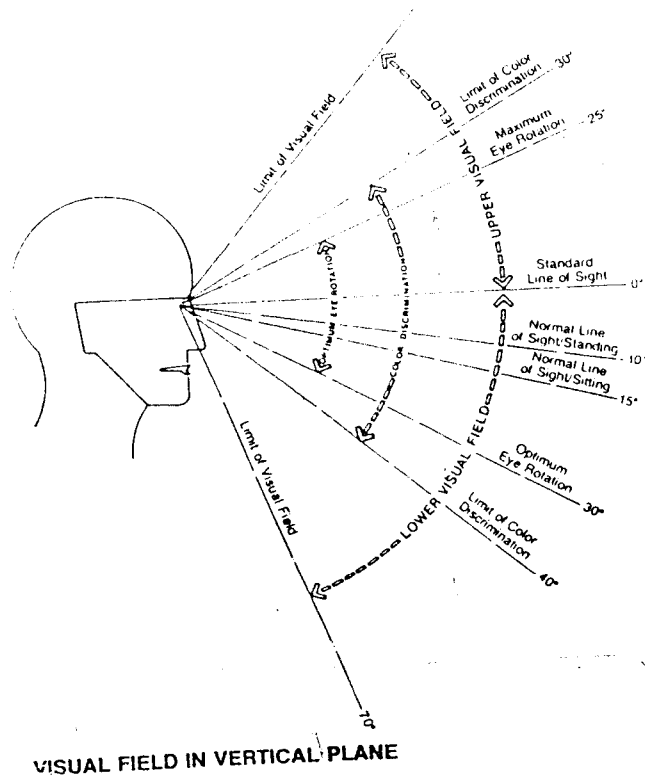 Limit of Visual Field
Limit of Color
Discrimination
30°
Maximum
Eye Rotation
25°
UPPER VISUAL FIELD
Standard
Line of Sight
0°
OPTIMUM EYE ROTATION
COLOR DISCRIMINATION
Normal Line
of Sight/Standing
10°
Normal Line
of Sight/Sitting
15°
Optimum
Eye Rotation
30°
Limit of Color
Discrimination
40°
LOWER VISUAL FIELD
Limit of Visual Field
70°
VISUAL FIELD IN VERTICAL PLANE